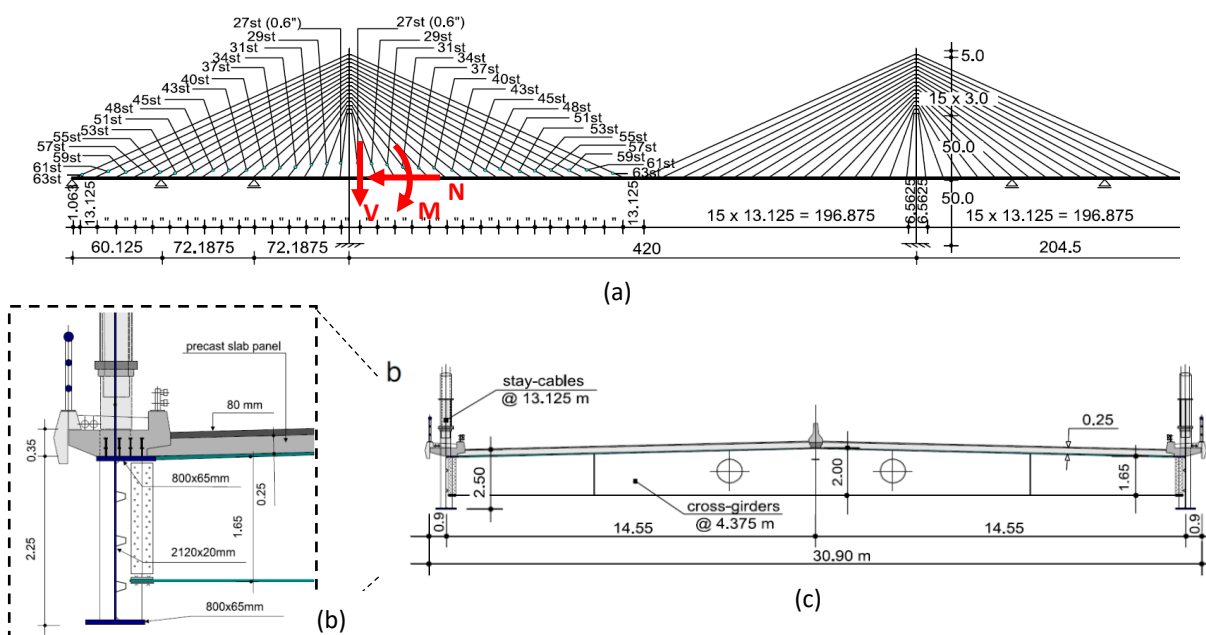 27st (0.6")
29st
31st
34st
37st
40st
43st
45st
48st
51st
53st
55st
57st
59st
61st
63st
27st (0.6")
29st
31st
34st
37st
40st
43st
45st
48st
51st
53st
55st
57st
59st
61st
63st
5.0
15 x 3.0
50.0
50.0
N
V
M
1.063
13.125
" " " " " " " " " " " " " " " " " " " "
13.125
15 x 13.125 = 196.875
6.5625
6.5625
15 x 13.125 = 196.875
60.125
72.1875
72.1875
420
204.5
(a)
precast slab panel
80 mm
0.35
800x65mm
0.25
1.65
2.25
2120x20mm
800x65mm
(b)
b
stay-cables
@ 13.125 m
0.25
2.50
2.00
1.65
cross-girders
@ 4.375 m
0.9
14.55
14.55
0.9
30.90 m
(c)